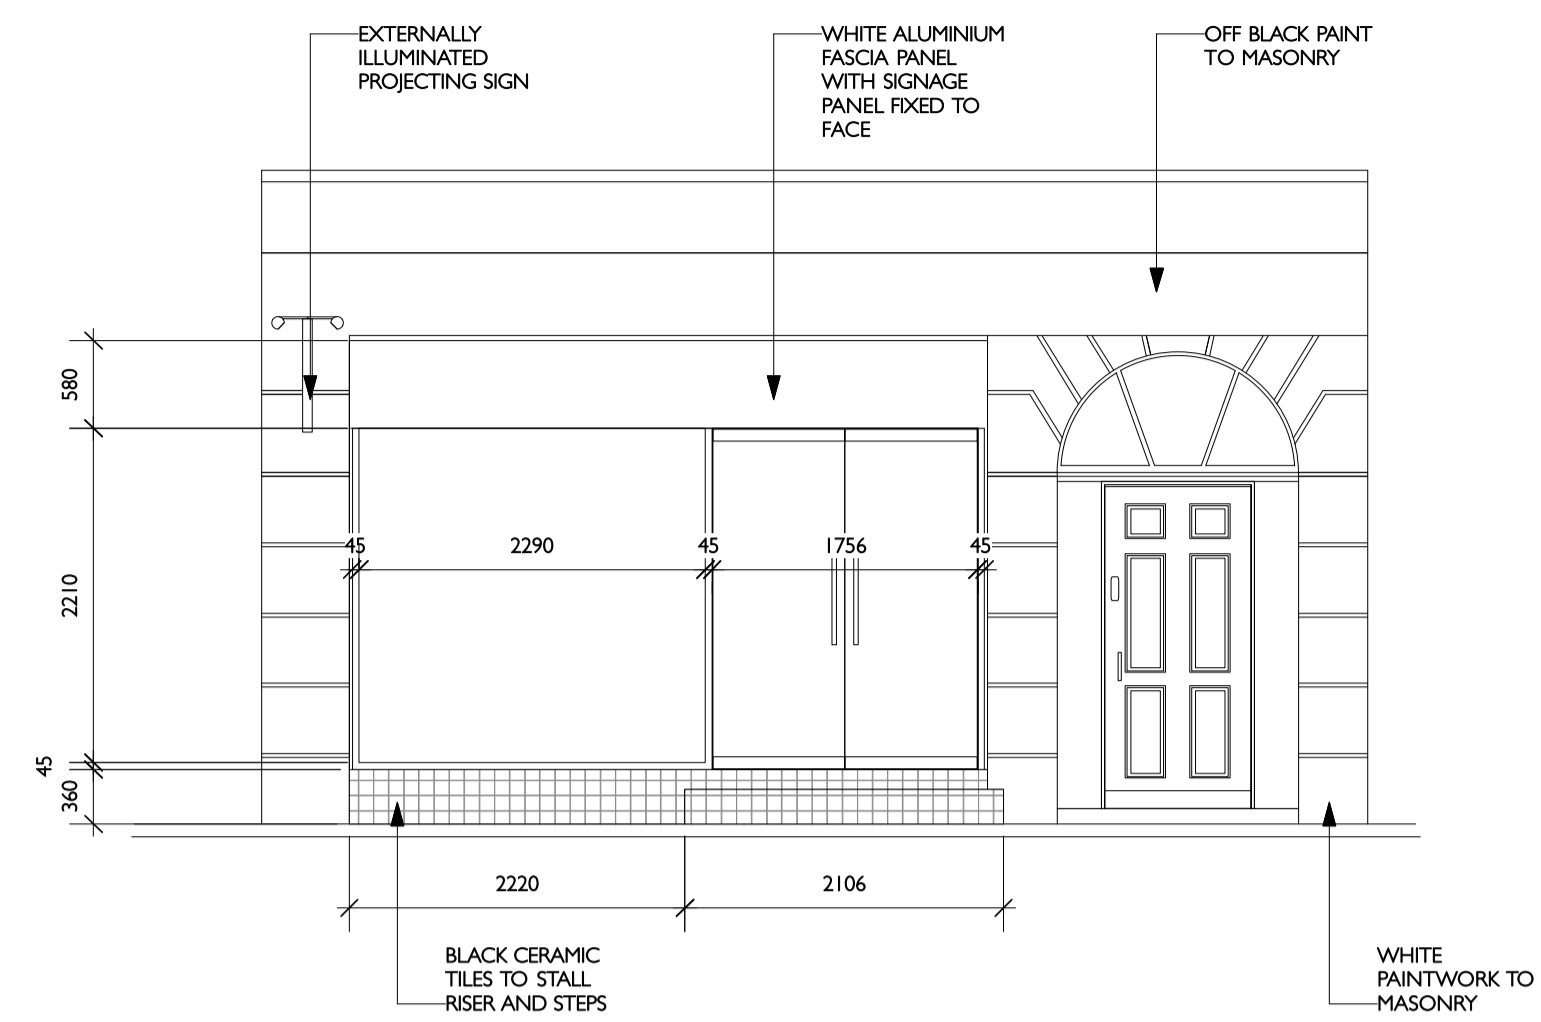 EXTERNALLY
ILLUMINATED
PROJECTING SIGN
WHITE ALUMINIUM
FASCIA PANEL
WITH SIGNAGE
PANEL FIXED TO
FACE
OFF BLACK PAINT
TO MASONRY
580
2210
45
360
45
2290
45
1756
45
2220
2106
BLACK CERAMIC
TILES TO STALL
RISER AND STEPS
WHITE
PAINTWORK TO
MASONRY